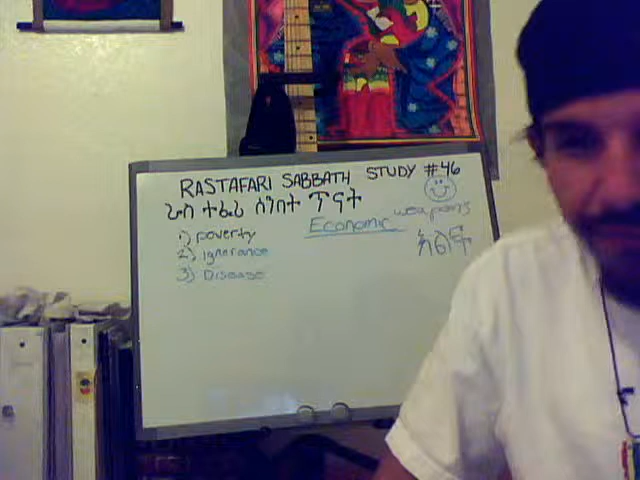 RASTAFARI SABBATH STUDY #46
ራስ ተፈሪ ሰንበት ጥናት
Economic weapons
1) poverty
2) ignorance
3) Disease